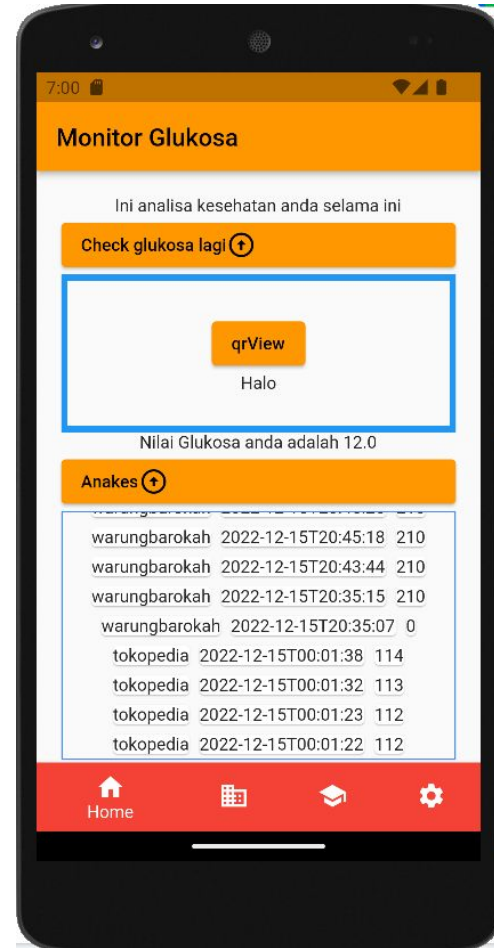 7:00
Monitor Glukosa
Ini analisa kesehatan anda selama ini
Check glukosa lagi
qrView
Halo
Nilai Glukosa anda adalah 12.0
Anakes
warungbarokah 2022-12-15T20:45:18 210
warungbarokah 2022-12-15T20:43:44 210
warungbarokah 2022-12-15T20:35:15 210
warungbarokah 2022-12-15T20:35:07 0
tokopedia 2022-12-15T00:01:38 114
tokopedia 2022-12-15T00:01:32 113
tokopedia 2022-12-15T00:01:23 112
tokopedia 2022-12-15T00:01:22 112
Home